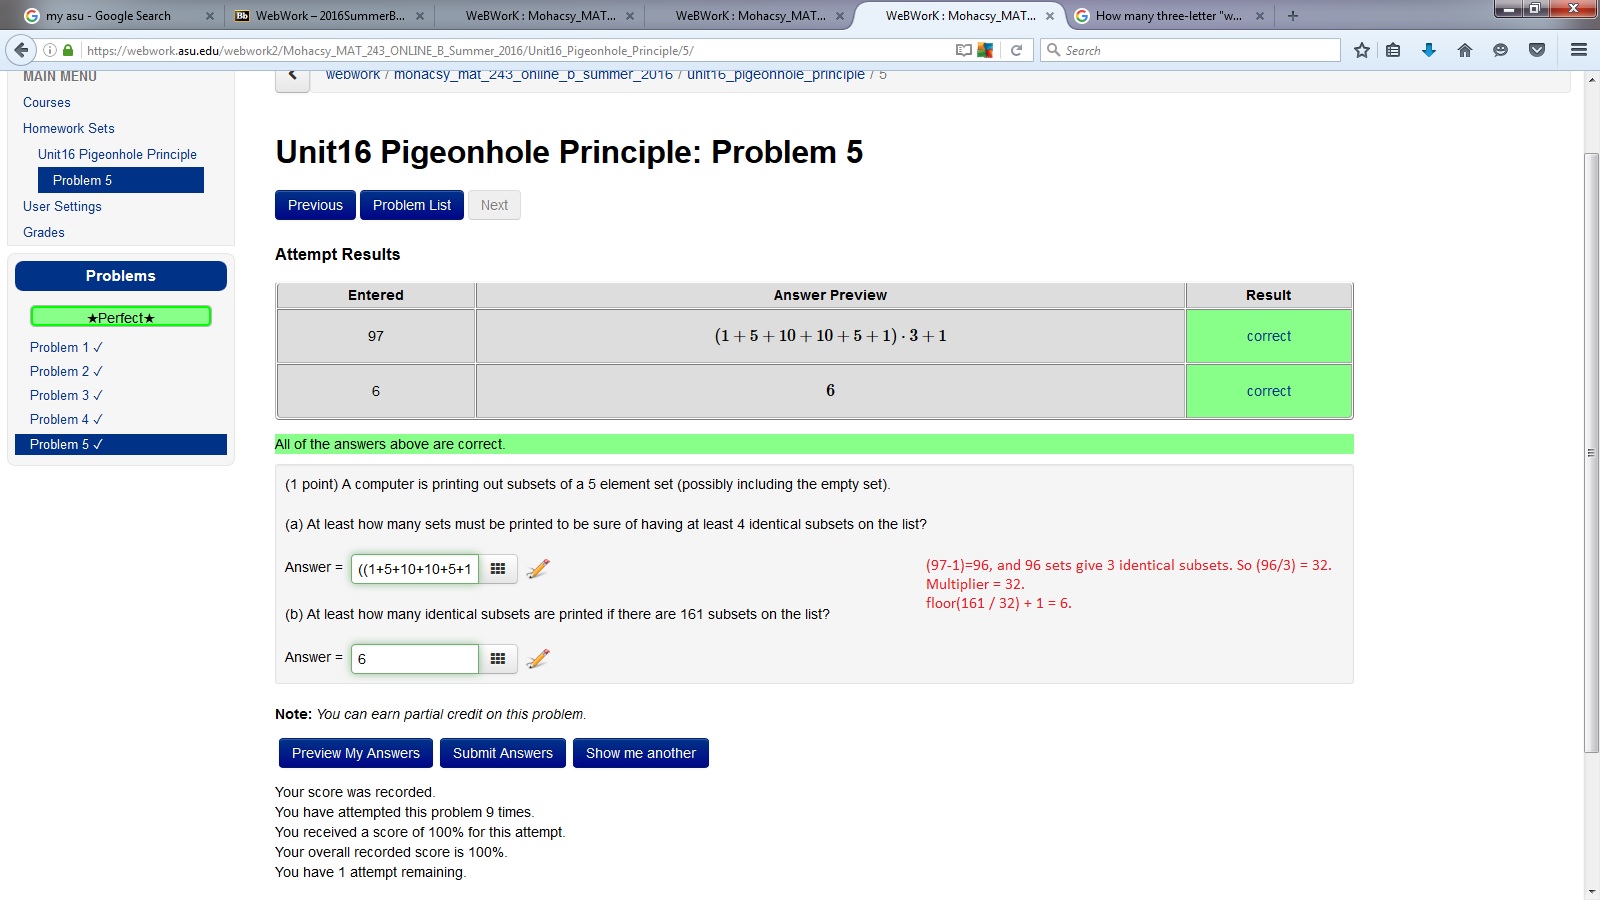 my asu - Google Search
WebWork – 2016SummerB...
WeBWorK : Mohacsy_MAT...
WeBWorK : Mohacsy_MAT...
WeBWorK : Mohacsy_MAT...
How many three-letter "w...
https://webwork.asu.edu/webwork2/Mohacsy_MAT_243_ONLINE_B_Summer_2016/Unit16_Pigeonhole_Principle/5/
Search
MAIN MENU
Courses
Homework Sets
Unit16 Pigeonhole Principle
Problem 5
User Settings
Grades
Problems
★Perfect★
Problem 1 ✓
Problem 2 ✓
Problem 3 ✓
Problem 4 ✓
Problem 5 ✓
webwork / mohacsy_mat_243_online_b_summer_2016 / unit16_pigeonhole_principle / 5
Unit16 Pigeonhole Principle: Problem 5
Previous Problem List Next
Attempt Results
Entered Answer Preview Result
97 (1 + 5 + 10 + 10 + 5 + 1) · 3 + 1 correct
6 6 correct
All of the answers above are correct.
(1 point) A computer is printing out subsets of a 5 element set (possibly including the empty set).
(a) At least how many sets must be printed to be sure of having at least 4 identical subsets on the list?
Answer = ((1+5+10+10+5+1
(b) At least how many identical subsets are printed if there are 161 subsets on the list?
Answer = 6
(97-1)=96, and 96 sets give 3 identical subsets. So (96/3) = 32.
Multiplier = 32.
floor(161 / 32) + 1 = 6.
Note: You can earn partial credit on this problem.
Preview My Answers Submit Answers Show me another
Your score was recorded.
You have attempted this problem 9 times.
You received a score of 100% for this attempt.
Your overall recorded score is 100%.
You have 1 attempt remaining.